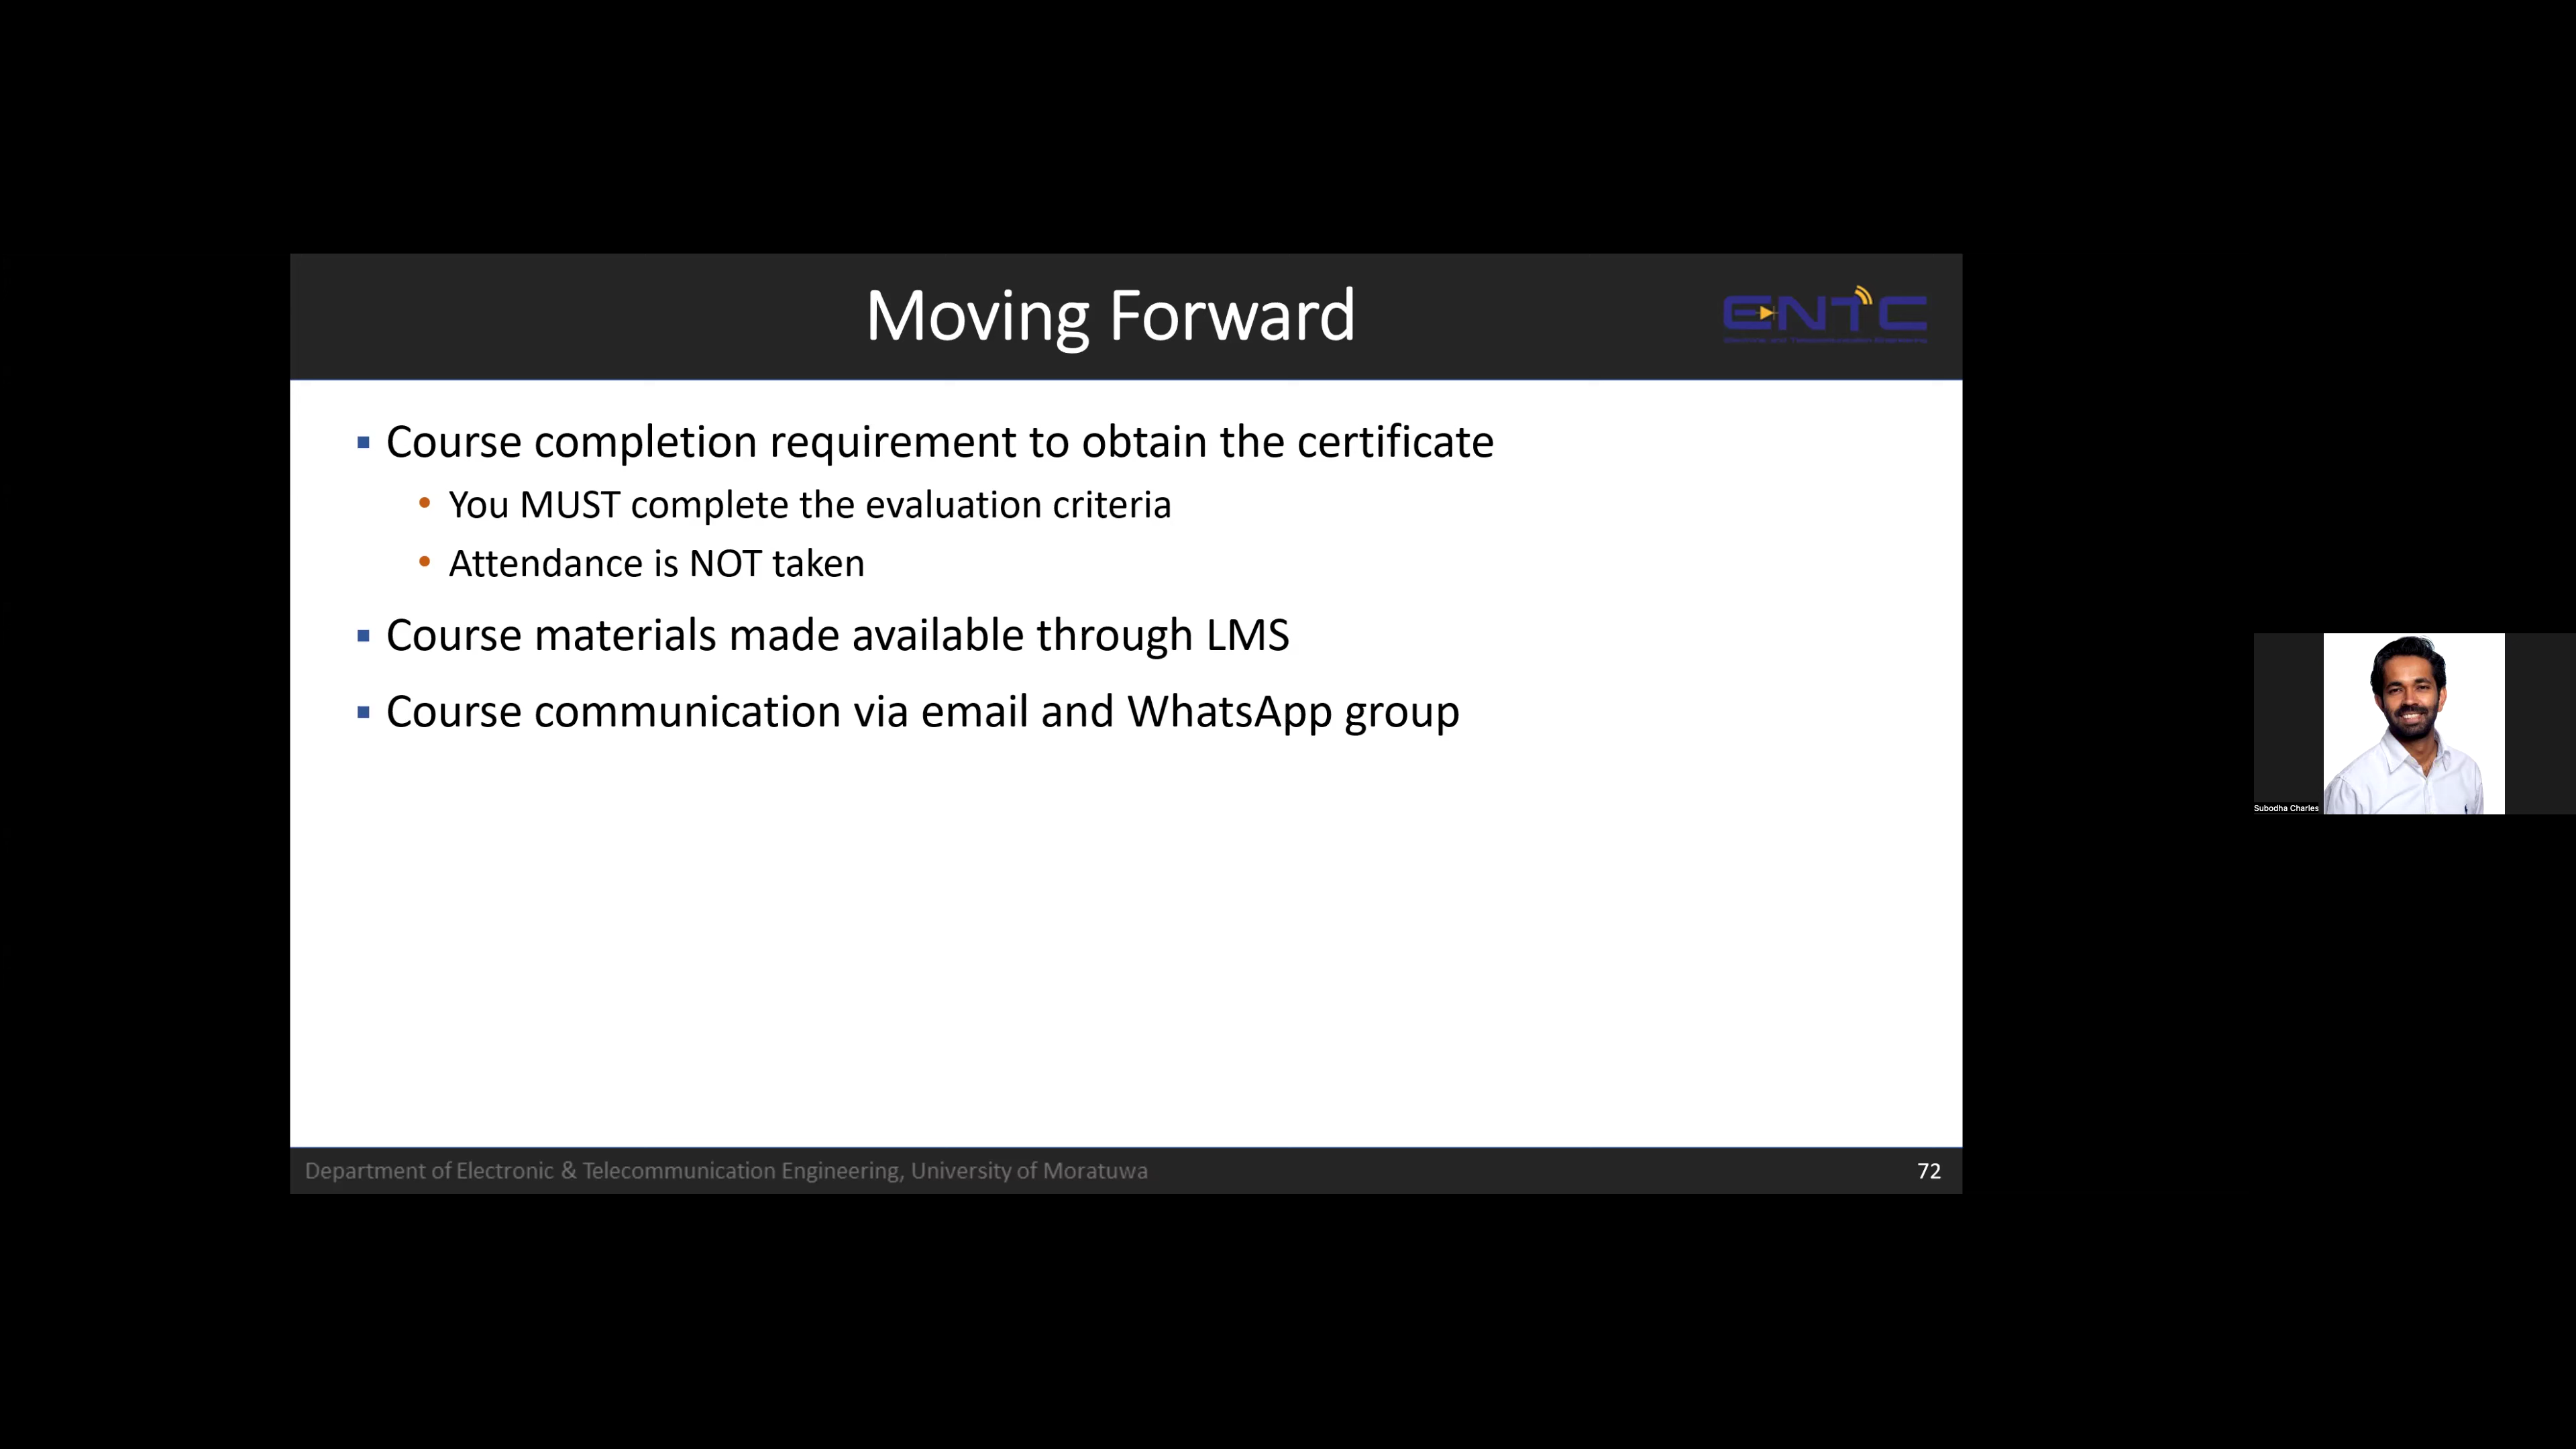 Moving Forward
ENTC
▪ Course completion requirement to obtain the certificate
• You MUST complete the evaluation criteria
• Attendance is NOT taken
▪ Course materials made available through LMS
▪ Course communication via email and WhatsApp group
Subodha Charles
Department of Electronic & Telecommunication Engineering, University of Moratuwa
72